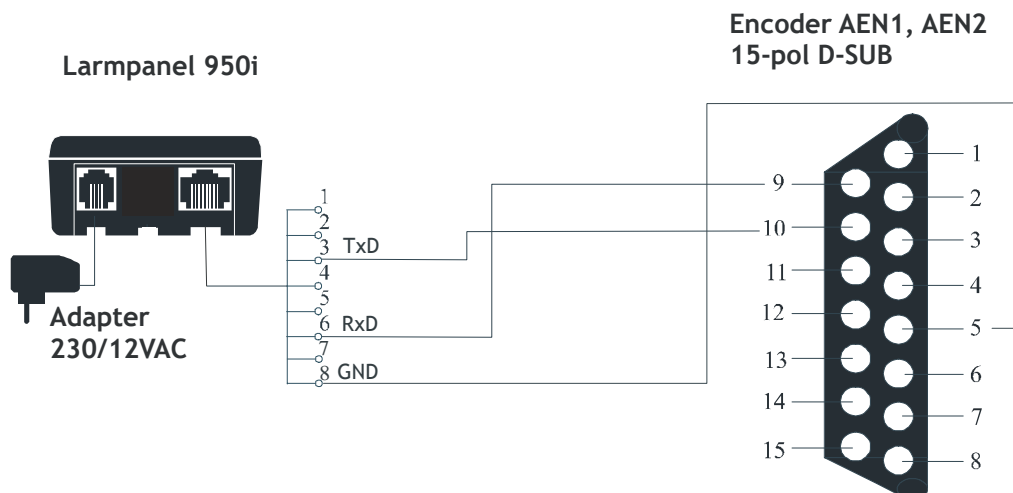 Encoder AEN1, AEN2
15-pol D-SUB
Larmpanel 950i
1
2
3 TxD
4
5
6 RxD
7
8 GND
Adapter
230/12VAC
9
10
11
12
13
14
15
1
2
3
4
5
6
7
8